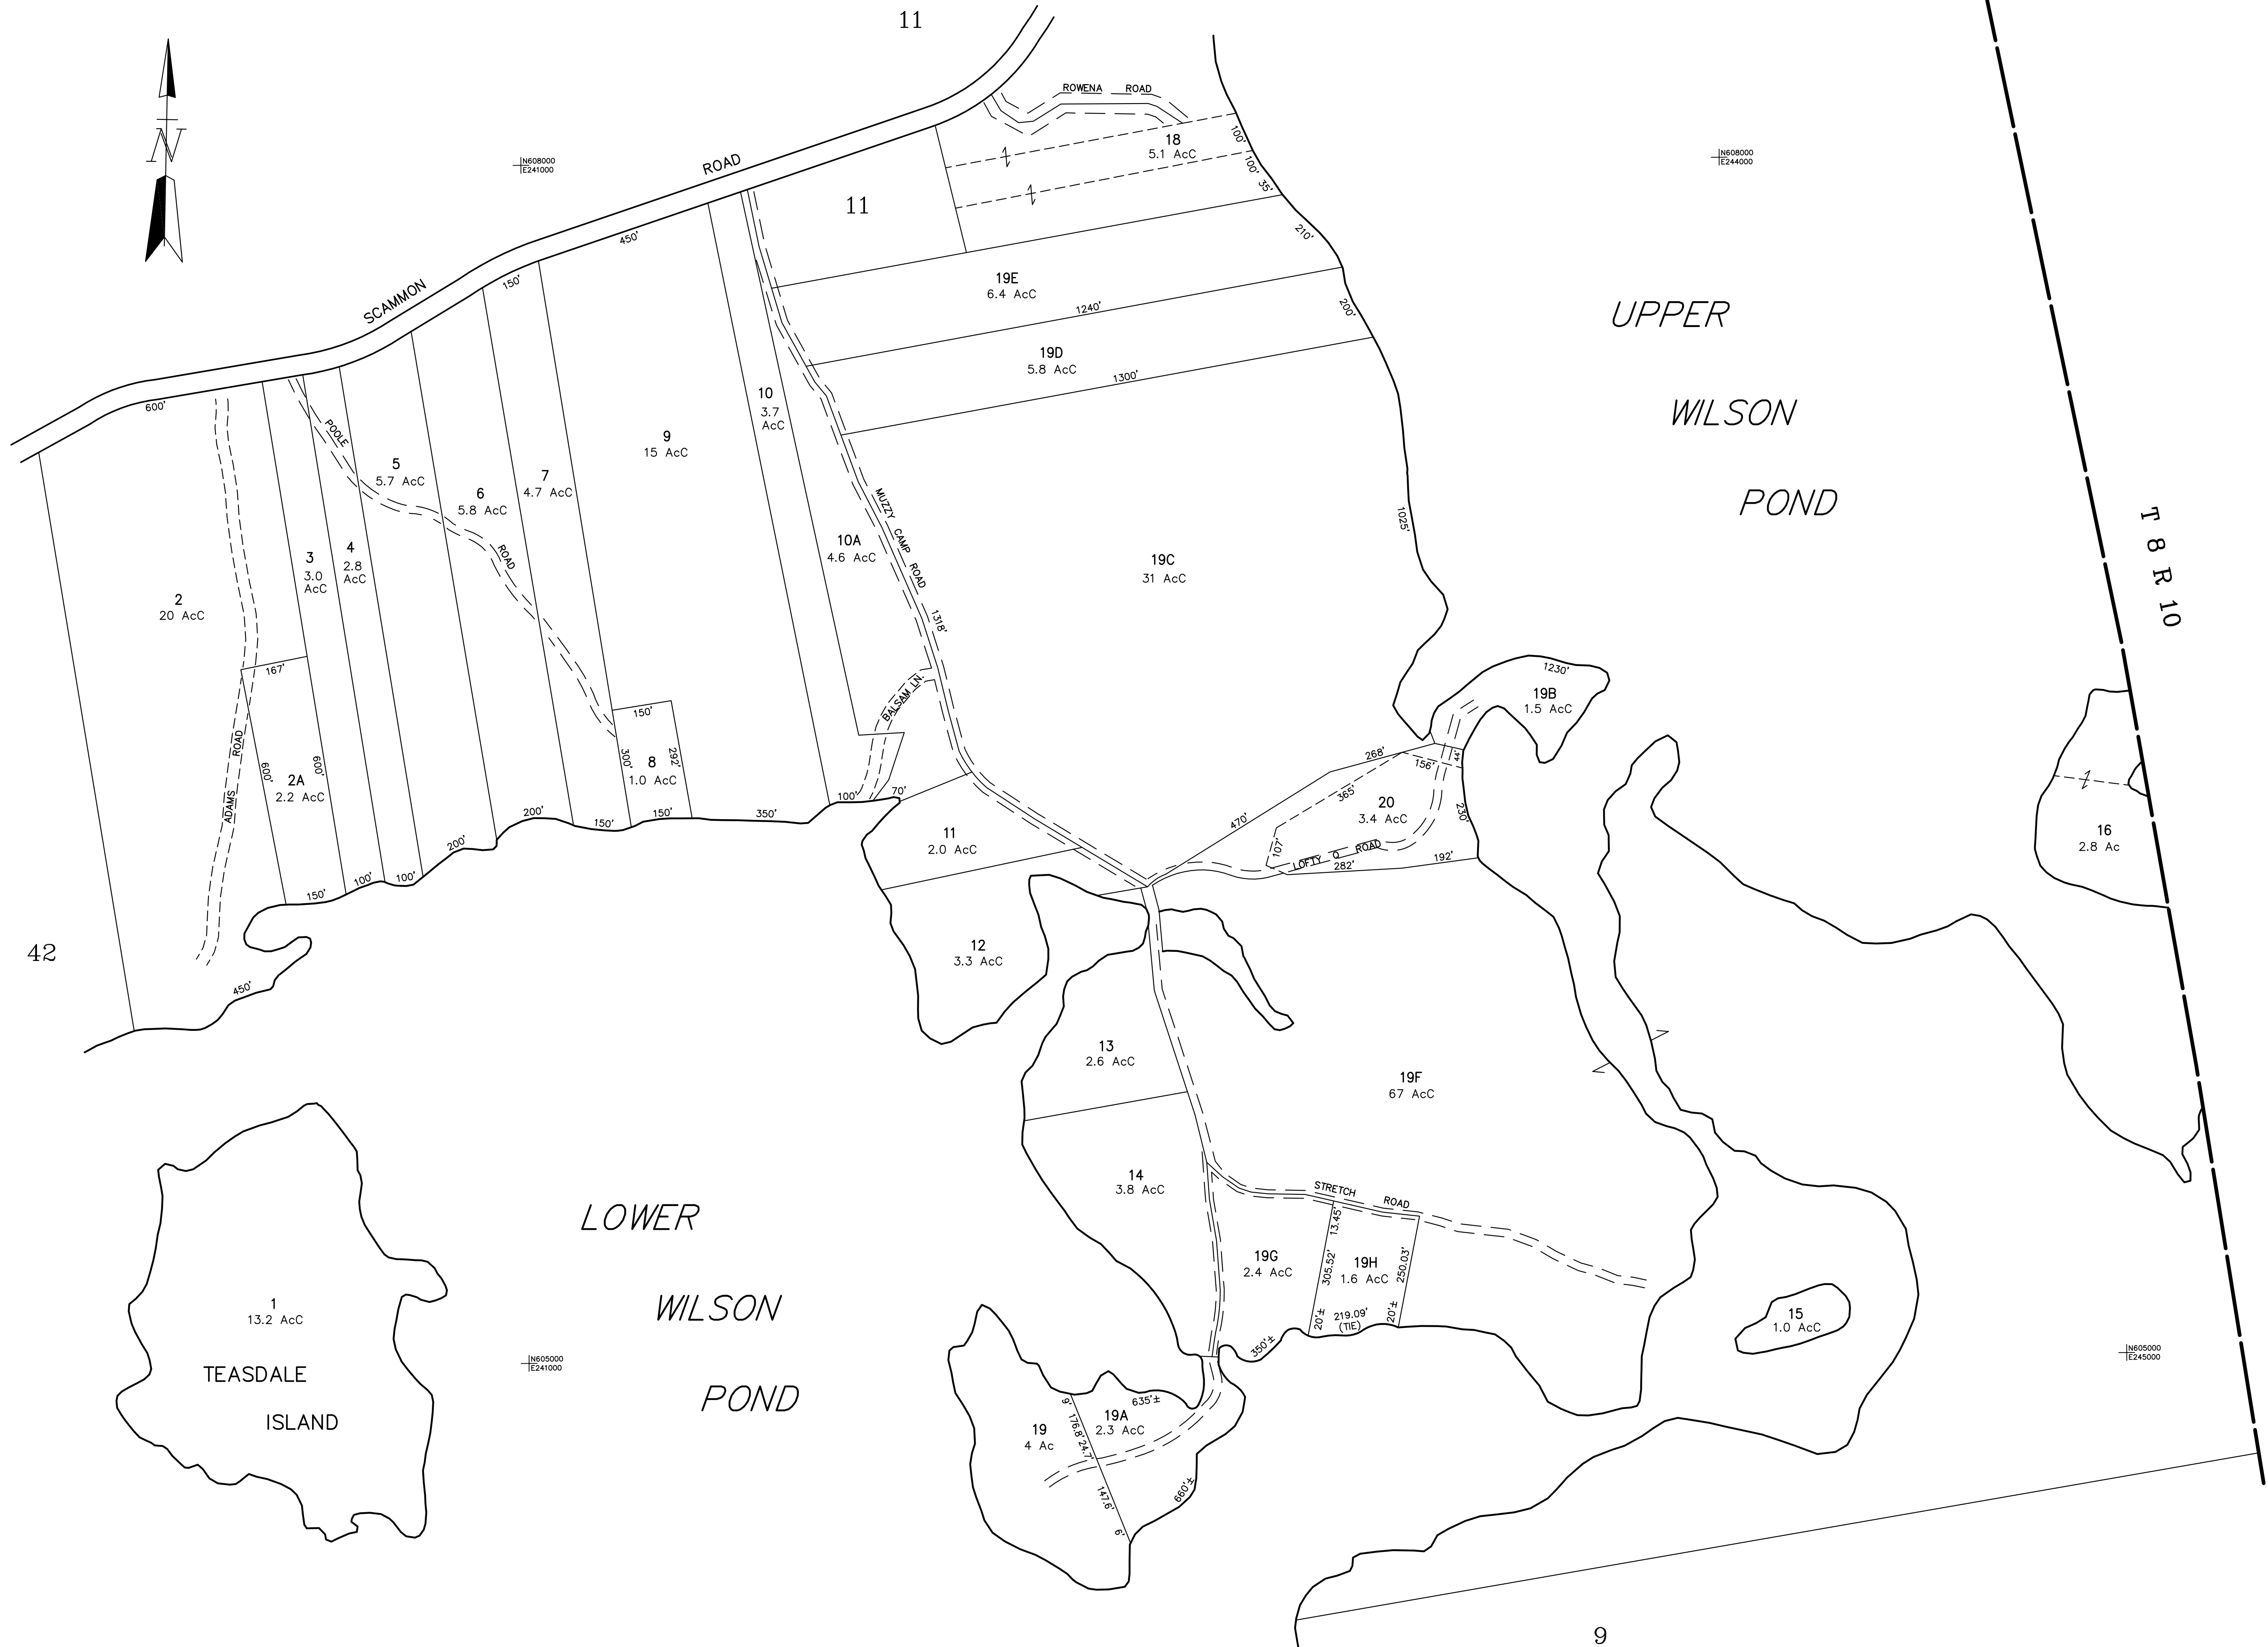 11
N
N608000
E241000
N608000
E244000
SCAMMON ROAD
ROWENA ROAD
18
5.1 AcC
100'
100'
35'
11
450'
150'
600'
210'
19E
6.4 AcC
1240'
200'
19D
5.8 AcC
1300'
UPPER
WILSON
POND
T 8 R 10
10
3.7
AcC
9
15 AcC
POOLE ROAD
5
5.7 AcC
6
5.8 AcC
7
4.7 AcC
3
3.0
AcC
4
2.8
AcC
2
20 AcC
10A
4.6 AcC
MUZZY CAMP ROAD
1318'
19C
31 AcC
1025'
167'
ADAMS ROAD
600'
600'
2A
2.2 AcC
150'
300'
292'
8
1.0 AcC
BALSAM LN.
1230'
19B
1.5 AcC
268'
156'
44'
365'
470'
107'
20
3.4 AcC
230'
LOFTY Q ROAD
282'
192'
16
2.8 Ac
150'
100'
100'
200'
200'
150'
150'
350'
100'
70'
11
2.0 AcC
42
450'
12
3.3 AcC
13
2.6 AcC
19F
67 AcC
14
3.8 AcC
STRETCH ROAD
13.45'
305.52'
250.03'
19G
2.4 AcC
19H
1.6 AcC
20'±
219.09'
(TIE)
20'±
350'±
15
1.0 AcC
1
13.2 AcC
TEASDALE
ISLAND
LOWER
WILSON
POND
N605000
E241000
N605000
E245000
635'±
19A
2.3 AcC
19
4 Ac
9'
176.8'
24.7'
147.6'
6'
660'±
9